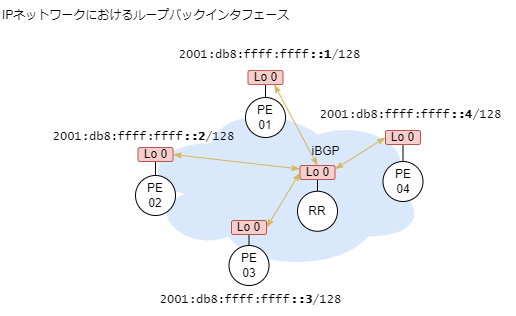 IPネットワークにおけるループバックインタフェース
2001:db8:ffff:ffff::1/128
Lo 0
PE
01
2001:db8:ffff:ffff::4/128
2001:db8:ffff:ffff::2/128
Lo 0
iBGP
Lo 0
PE
02
Lo 0
PE
04
RR
Lo 0
PE
03
2001:db8:ffff:ffff::3/128